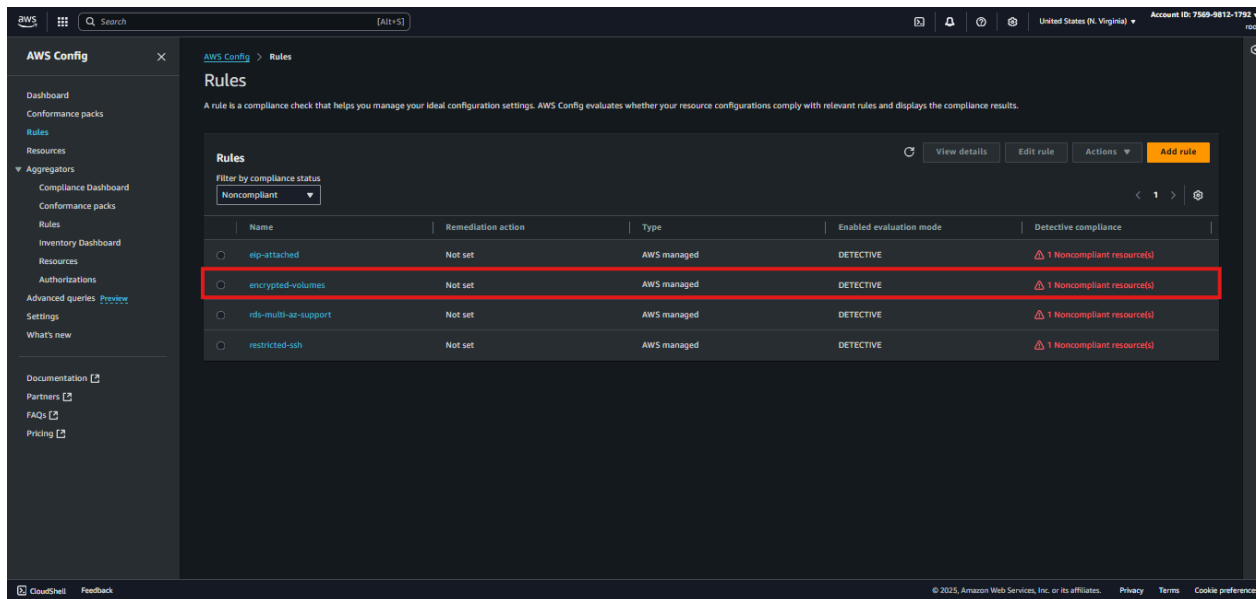 aws
Search
[Alt+S]
United States (N. Virginia)
Account ID: 7569-9812-1792
AWS Config
Dashboard
Conformance packs
Rules
Resources
Aggregators
Compliance Dashboard
Conformance packs
Rules
Inventory Dashboard
Resources
Authorizations
Advanced queries Preview
Settings
What's new
Documentation
Partners
FAQs
Pricing
AWS Config > Rules
Rules
A rule is a compliance check that helps you manage your ideal configuration settings. AWS Config evaluates whether your resource configurations comply with relevant rules and displays the compliance results.
Rules
View details
Edit rule
Actions
Add rule
Filter by compliance status
Noncompliant
< 1 >
Name Remediation action Type Enabled evaluation mode Detective compliance
eip-attached Not set AWS managed DETECTIVE 1 Noncompliant resource(s)
encrypted-volumes Not set AWS managed DETECTIVE 1 Noncompliant resource(s)
rds-multi-az-support Not set AWS managed DETECTIVE 1 Noncompliant resource(s)
restricted-ssh Not set AWS managed DETECTIVE 1 Noncompliant resource(s)
CloudShell Feedback © 2025, Amazon Web Services, Inc. or its affiliates. Privacy Terms Cookie preferences